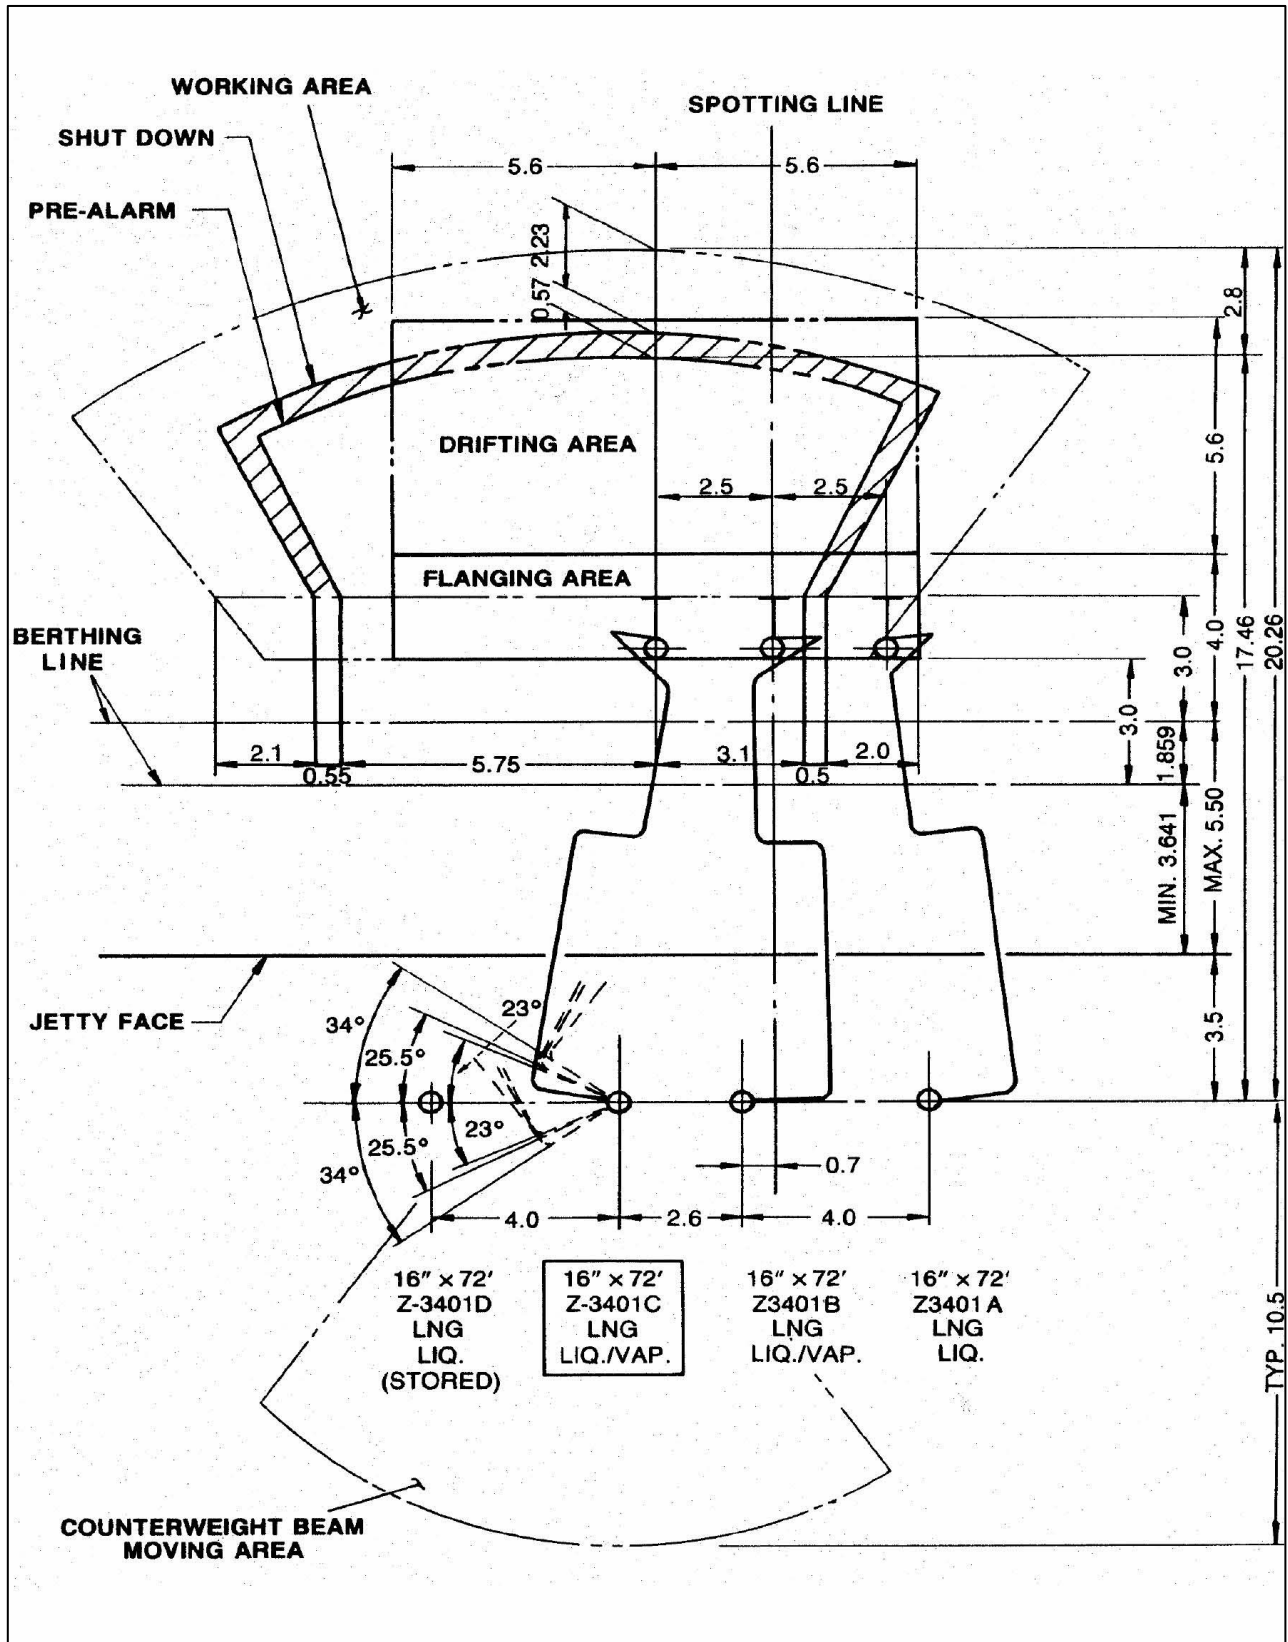 WORKING AREA
SPOTTING LINE
SHUT DOWN
5.6
5.6
PRE-ALARM
2.23
0.57
2.8
DRIFTING AREA
5.6
2.5
2.5
FLANGING AREA
BERTHING
LINE
17.46
20.26
4.0
3.0
3.0
1.859
2.1
0.55
5.75
3.1
0.5
2.0
MIN. 3.641
MAX. 5.50
JETTY FACE
34°
23°
25.5°
3.5
23°
25.5°
34°
0.7
4.0
2.6
4.0
16" × 72'
Z-3401D
LNG
LIQ.
(STORED)
16" × 72'
Z-3401C
LNG
LIQ./VAP.
16" × 72'
Z3401B
LNG
LIQ./VAP.
16" × 72'
Z3401A
LNG
LIQ.
TYP. 10.5
COUNTERWEIGHT BEAM
MOVING AREA